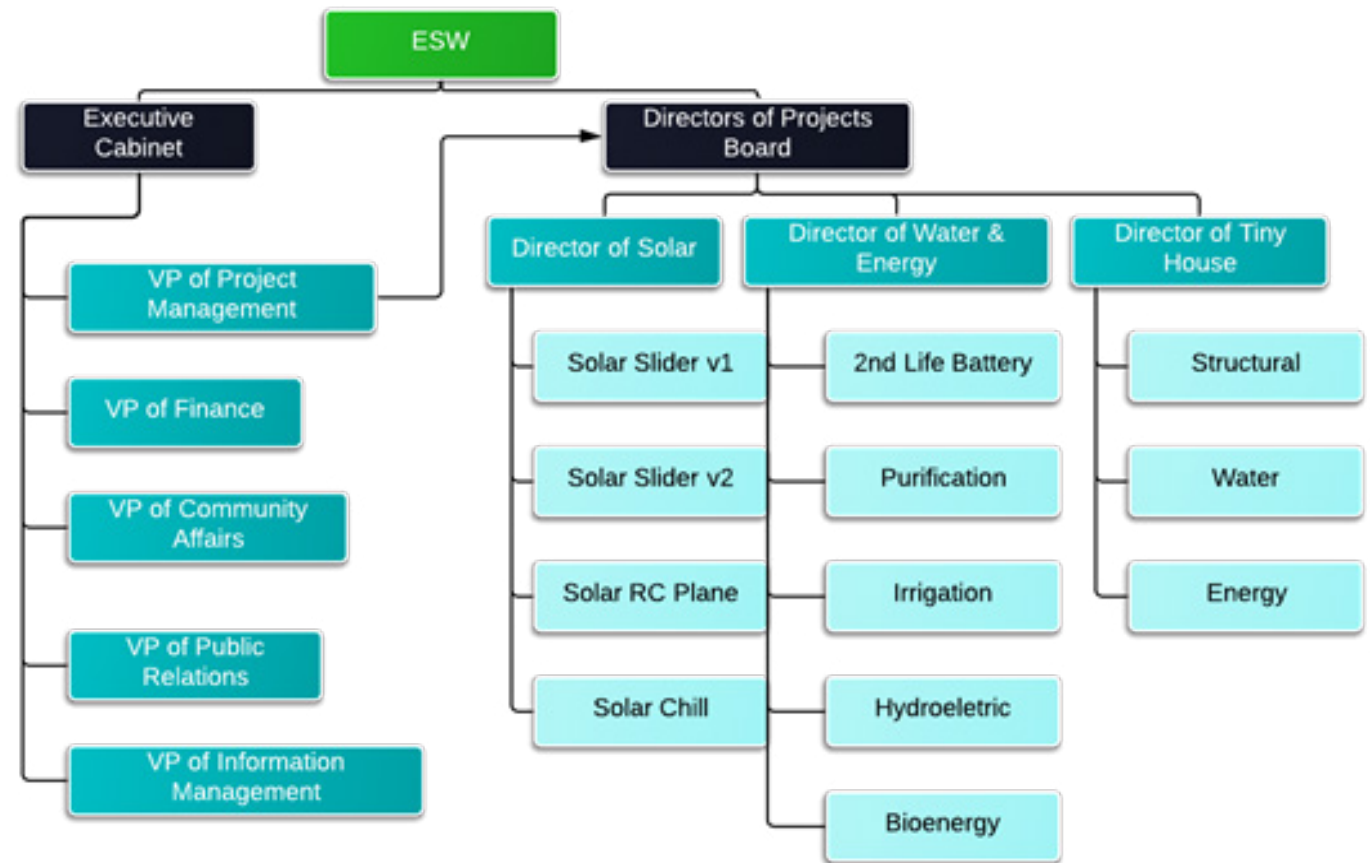 ESW
Executive
Cabinet
Directors of Projects
Board
VP of Project
Management
VP of Finance
VP of Community
Affairs
VP of Public
Relations
VP of Information
Management
Director of Solar
Solar Slider v1
Solar Slider v2
Solar RC Plane
Solar Chill
Director of Water &
Energy
2nd Life Battery
Purification
Irrigation
Hydroeletric
Bioenergy
Director of Tiny
House
Structural
Water
Energy